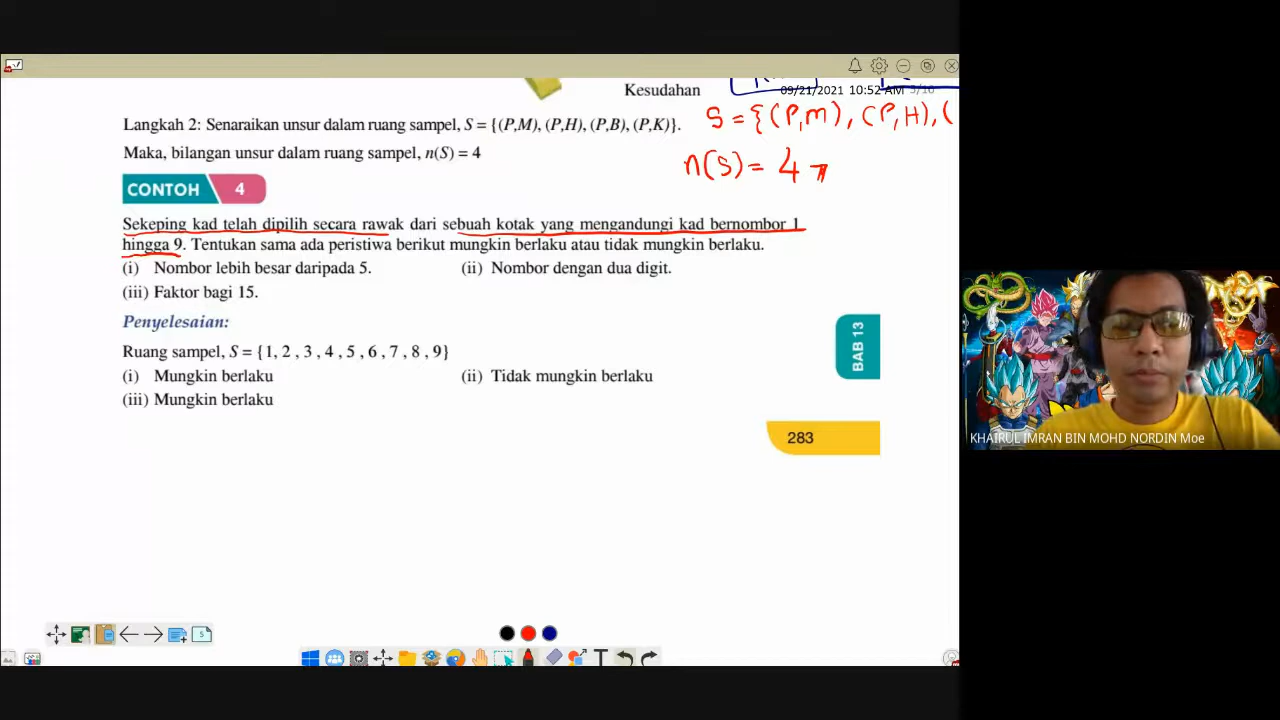 Kesudahan
09/21/2021 10:52 AM 5/10
S = {(P,M), (P,H), (
Langkah 2: Senaraikan unsur dalam ruang sampel, S = {(P,M), (P,H), (P,B), (P,K)}.
Maka, bilangan unsur dalam ruang sampel, n(S) = 4
n(S) = 4
CONTOH 4
Sekeping kad telah dipilih secara rawak dari sebuah kotak yang mengandungi kad bernombor 1
hingga 9. Tentukan sama ada peristiwa berikut mungkin berlaku atau tidak mungkin berlaku.
(i) Nombor lebih besar daripada 5. (ii) Nombor dengan dua digit.
(iii) Faktor bagi 15.
Penyelesaian:
Ruang sampel, S = {1, 2 , 3 , 4 , 5 , 6 , 7 , 8 , 9}
(i) Mungkin berlaku (ii) Tidak mungkin berlaku
(iii) Mungkin berlaku
BAB 13
283
KHAIRUL IMRAN BIN MOHD NORDIN Moe
5
T